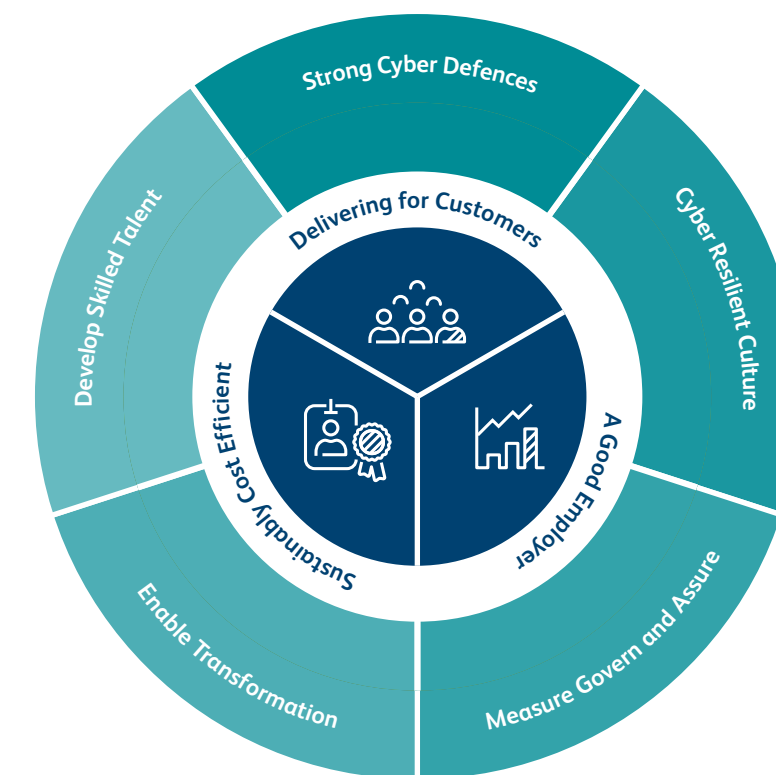 Strong Cyber Defences
Cyber Resilient Culture
Measure Govern and Assure
Enable Transformation
Develop Skilled Talent
Delivering for Customers
A Good Employer
Sustainably Cost Efficient